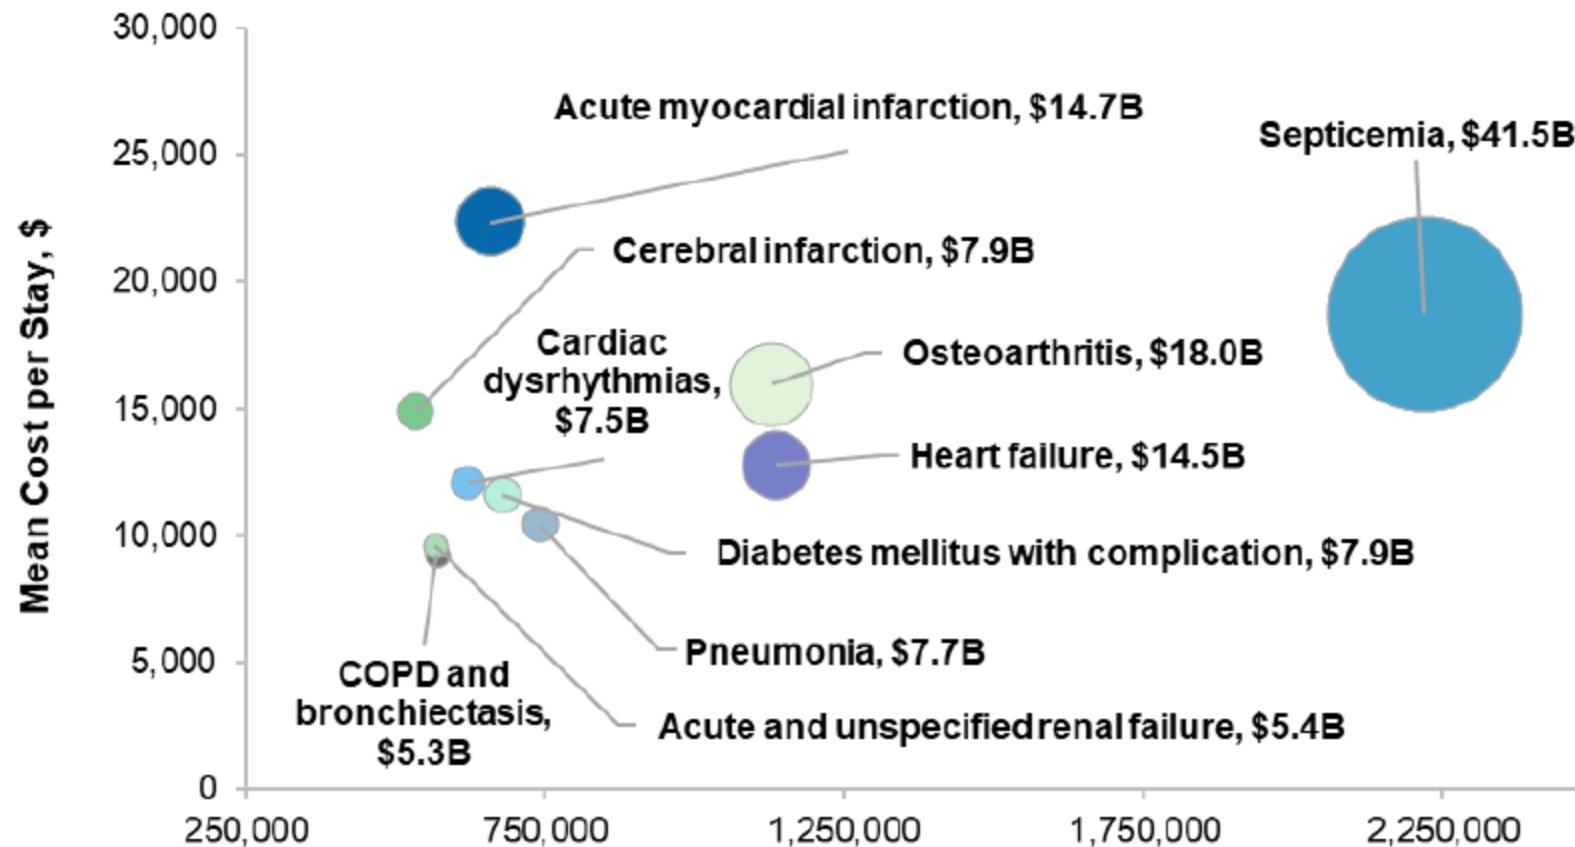 30,000
25,000
20,000
15,000
10,000
5,000
0
Mean Cost per Stay, $
Acute myocardial infarction, $14.7B
Septicemia, $41.5B
Cerebral infarction, $7.9B
Cardiac
dysrhythmias,
$7.5B
Osteoarthritis, $18.0B
Heart failure, $14.5B
Diabetes mellitus with complication, $7.9B
Pneumonia, $7.7B
COPD and
bronchiectasis,
$5.3B
Acute and unspecified renal failure, $5.4B
250,000
750,000
1,250,000
1,750,000
2,250,000